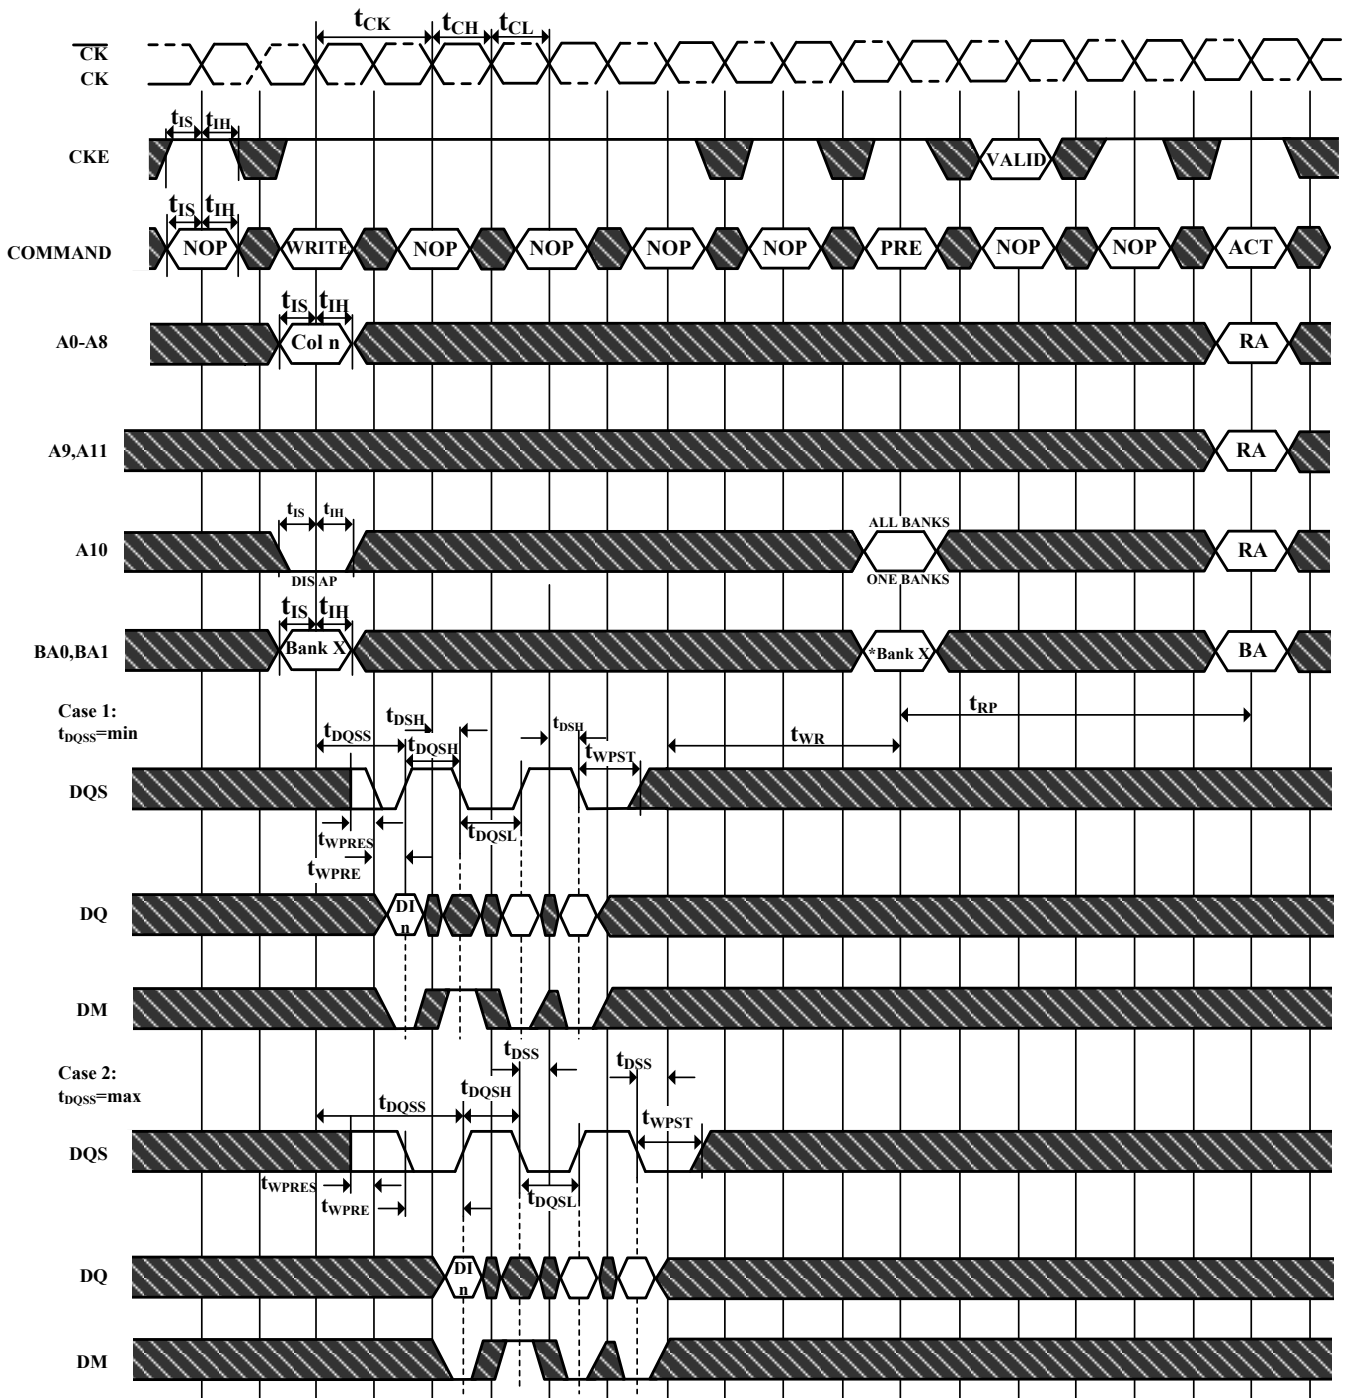 tCK tCH tCL
CK
CK
tIS tIH
CKE VALID
tIS tIH
COMMAND NOP WRITE NOP NOP NOP NOP PRE NOP NOP ACT
tIS tIH
A0-A8 Col n RA
A9,A11 RA
tIS tIH ALL BANKS
A10 RA
DIS AP ONE BANKS
tIS tIH
BA0,BA1 Bank X *Bank X BA
Case 1:
tDQSS=min
tDQSS tDSH tDSH tRP
tDQSH tWPST tWR
DQS
tWPRES tDQSL
tWPRE
DQ DI
n
DM
Case 2:
tDQSS=max
tDSS tDSS
tDQSS tDQSH tWPST
DQS
tWPRES tDQSL
tWPRE
DQ DI
n
DM